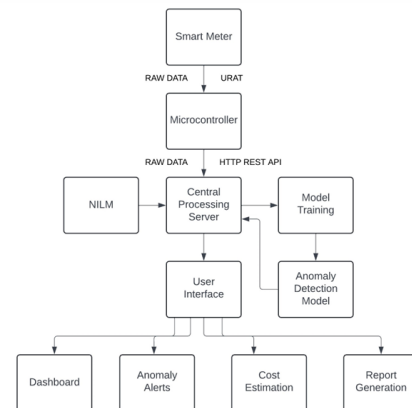 Smart Meter
RAW DATA URAT
Microcontroller
RAW DATA HTTP REST API
NILM
Central
Processing
Server
Model
Training
User
Interface
Anomaly
Detection
Model
Dashboard
Anomaly
Alerts
Cost
Estimation
Report
Generation